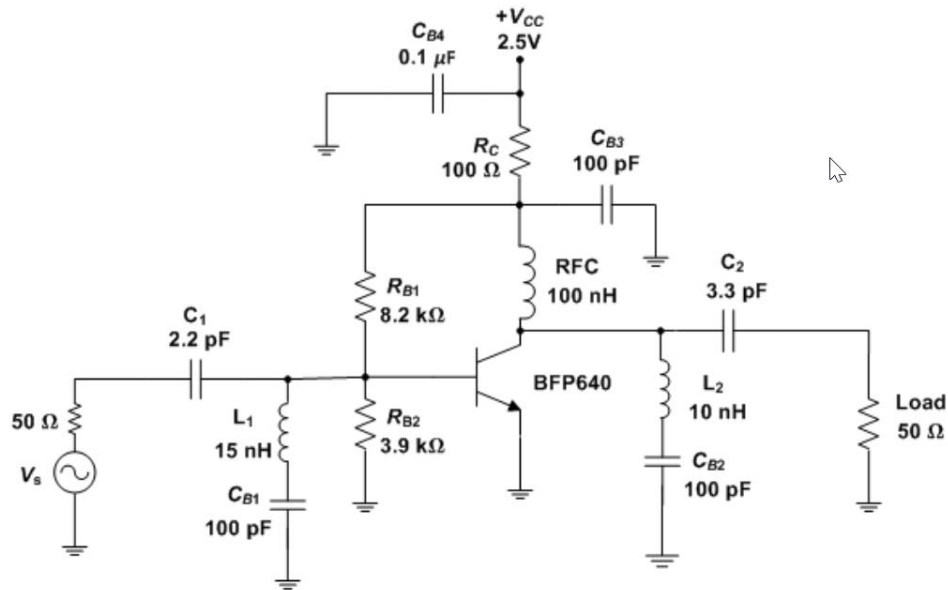 +VCC
2.5V
CB4
0.1 μF
RC
100 Ω
CB3
100 pF
RFC
100 nH
C2
3.3 pF
RB1
8.2 kΩ
C1
2.2 pF
BFP640
L2
10 nH
Load
50 Ω
50 Ω
L1
15 nH
RB2
3.9 kΩ
Vs
CB1
100 pF
CB2
100 pF